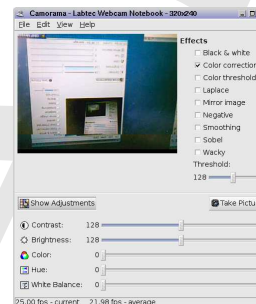 Camorama - Labtec Webcam Notebook - 320x240
File Edit View Help
Effects
Black & white
Color correction
Color threshold
Laplace
Mirror image
Negative
Smoothing
Sobel
Wacky
Threshold:
128
Show Adjustments
Take Pictu
Contrast: 128
Brightness: 128
Color: 0
Hue: 0
White Balance: 0
25.00 fps - current 21.98 fps - average